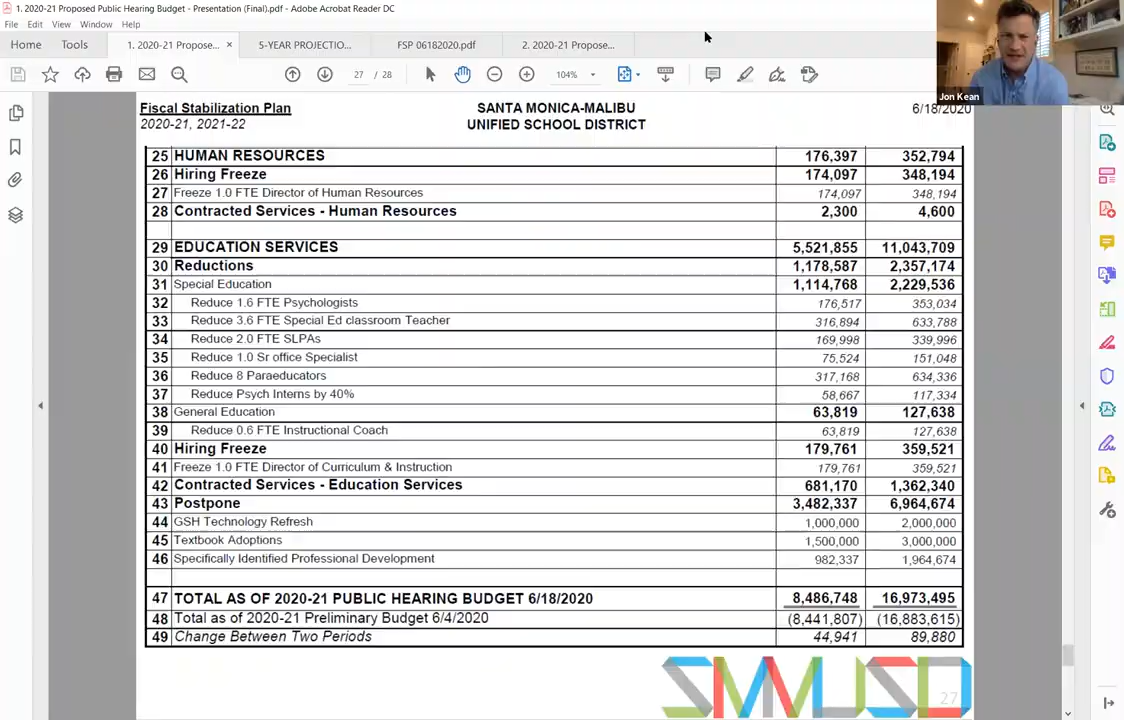 1. 2020-21 Proposed Public Hearing Budget - Presentation (Final).pdf - Adobe Acrobat Reader DC
File Edit View Window Help
Home Tools 1. 2020-21 Propose... × 5-YEAR PROJECTIO... FSP 06182020.pdf 2. 2020-21 Propose...
27 / 28 104%
Jon Kean
Fiscal Stabilization Plan SANTA MONICA-MALIBU 6/18/2020
2020-21, 2021-22 UNIFIED SCHOOL DISTRICT
25 HUMAN RESOURCES 176,397 352,794
26 Hiring Freeze 174,097 348,194
27 Freeze 1.0 FTE Director of Human Resources 174,097 348,194
28 Contracted Services - Human Resources 2,300 4,600
29 EDUCATION SERVICES 5,521,855 11,043,709
30 Reductions 1,178,587 2,357,174
31 Special Education 1,114,768 2,229,536
32 Reduce 1.6 FTE Psychologists 176,517 353,034
33 Reduce 3.6 FTE Special Ed classroom Teacher 316,894 633,788
34 Reduce 2.0 FTE SLPAs 169,998 339,996
35 Reduce 1.0 Sr office Specialist 75,524 151,048
36 Reduce 8 Paraeducators 317,168 634,336
37 Reduce Psych Interns by 40% 58,667 117,334
38 General Education 63,819 127,638
39 Reduce 0.6 FTE Instructional Coach 63,819 127,638
40 Hiring Freeze 179,761 359,521
41 Freeze 1.0 FTE Director of Curriculum & Instruction 179,761 359,521
42 Contracted Services - Education Services 681,170 1,362,340
43 Postpone 3,482,337 6,964,674
44 GSH Technology Refresh 1,000,000 2,000,000
45 Textbook Adoptions 1,500,000 3,000,000
46 Specifically Identified Professional Development 982,337 1,964,674
47 TOTAL AS OF 2020-21 PUBLIC HEARING BUDGET 6/18/2020 8,486,748 16,973,495
48 Total as of 2020-21 Preliminary Budget 6/4/2020 (8,441,807) (16,883,615)
49 Change Between Two Periods 44,941 89,880
SMMUSD
27